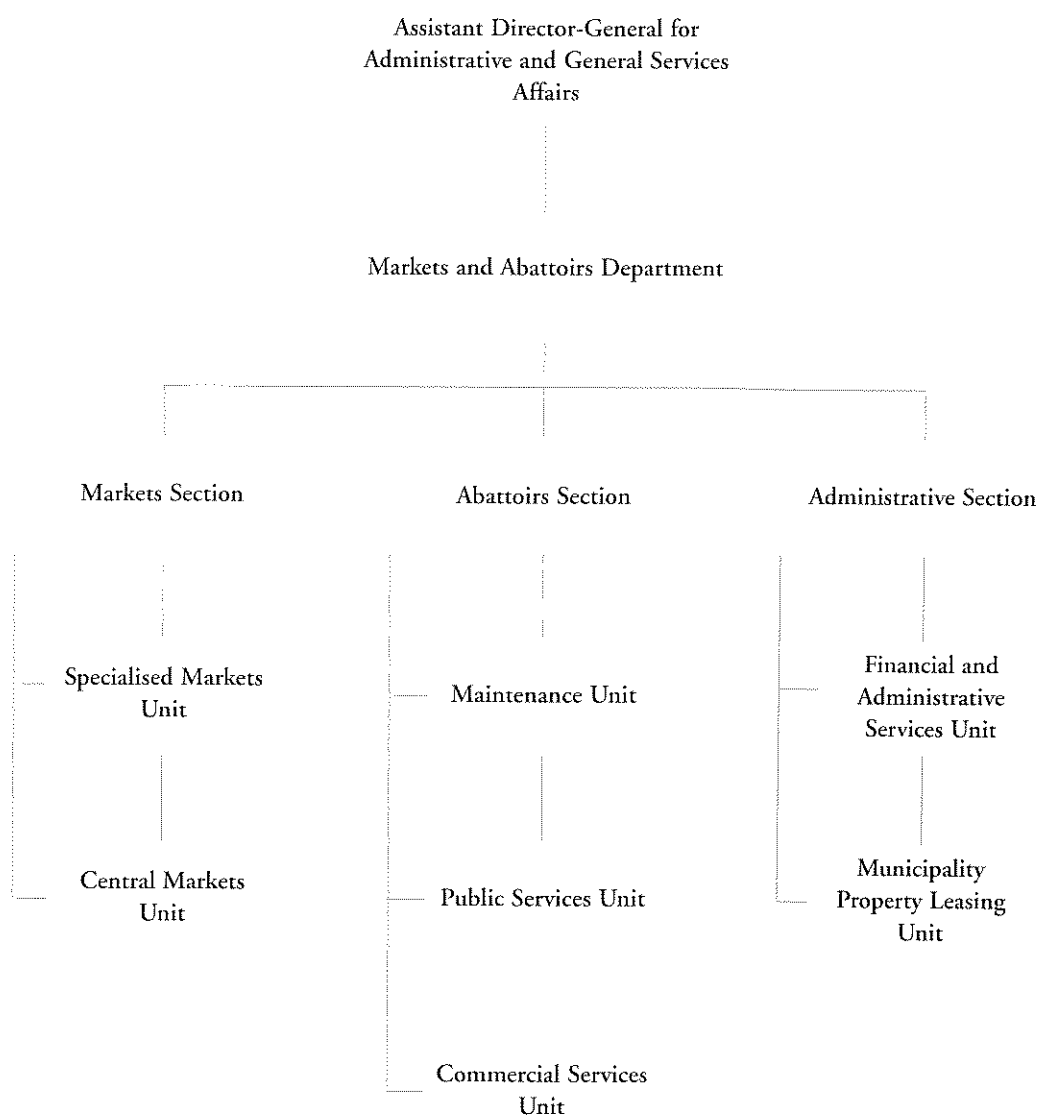 Assistant Director-General for
Administrative and General Services
Affairs
Markets and Abattoirs Department
Markets Section
Abattoirs Section
Administrative Section
Specialised Markets
Unit
Maintenance Unit
Financial and
Administrative
Services Unit
Central Markets
Unit
Public Services Unit
Municipality
Property Leasing
Unit
Commercial Services
Unit